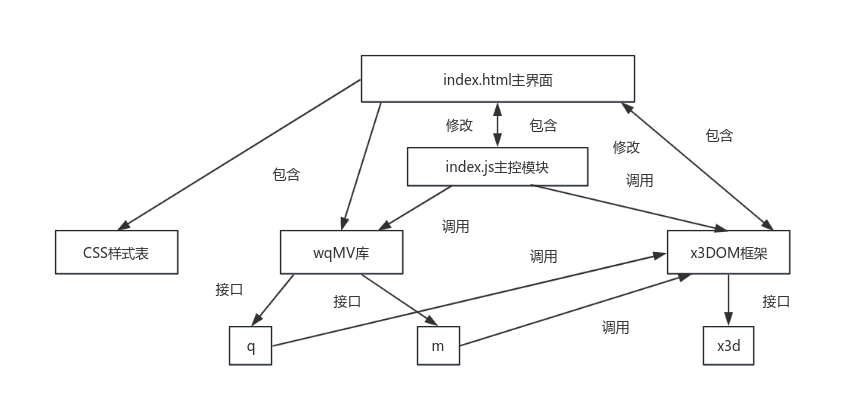 index.html主界面
修改
包含
包含
修改
index.js主控模块
包含
调用
调用
CSS样式表
wqMV库
x3DOM框架
调用
接口
接口
接口
调用
q
m
x3d